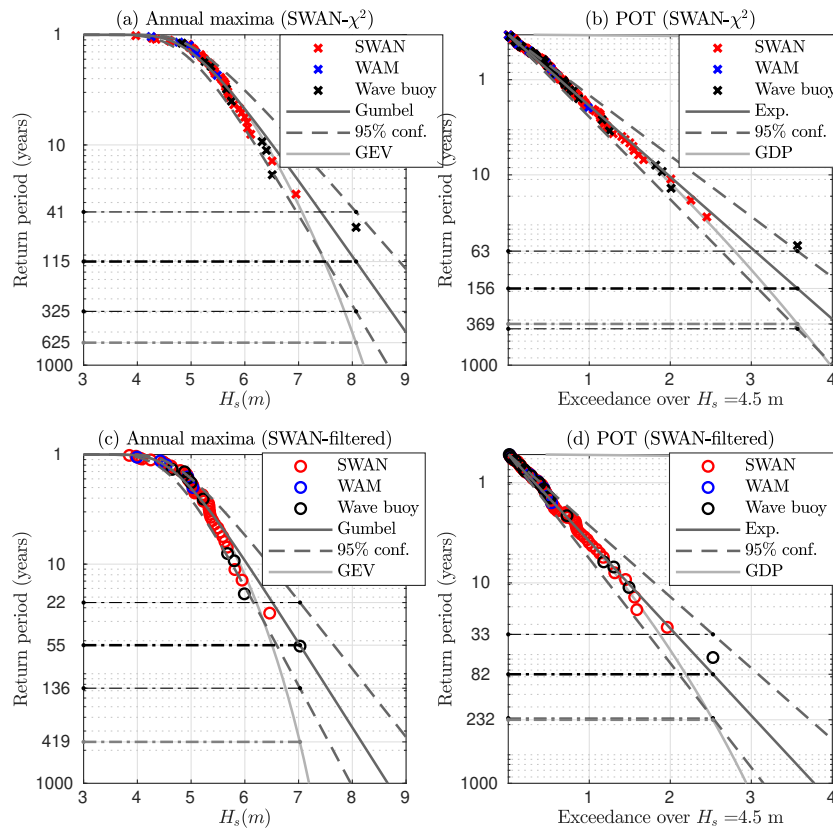 (a) Annual maxima (SWAN-χ²)
1
10
41
115
325
625
1000
Return period (years)
SWAN
WAM
Wave buoy
Gumbel
95% conf.
GEV
3 4 5 6 7 8 9
H_s(m)
(b) POT (SWAN-χ²)
1
10
63
156
369
1000
Return period (years)
SWAN
WAM
Wave buoy
Exp.
95% conf.
GDP
1 2 3 4
Exceedance over H_s =4.5 m
(c) Annual maxima (SWAN-filtered)
1
10
22
55
136
419
1000
Return period (years)
SWAN
WAM
Wave buoy
Gumbel
95% conf.
GEV
3 4 5 6 7 8 9
H_s(m)
(d) POT (SWAN-filtered)
1
10
33
82
232
1000
Return period (years)
SWAN
WAM
Wave buoy
Exp.
95% conf.
GDP
1 2 3 4
Exceedance over H_s =4.5 m